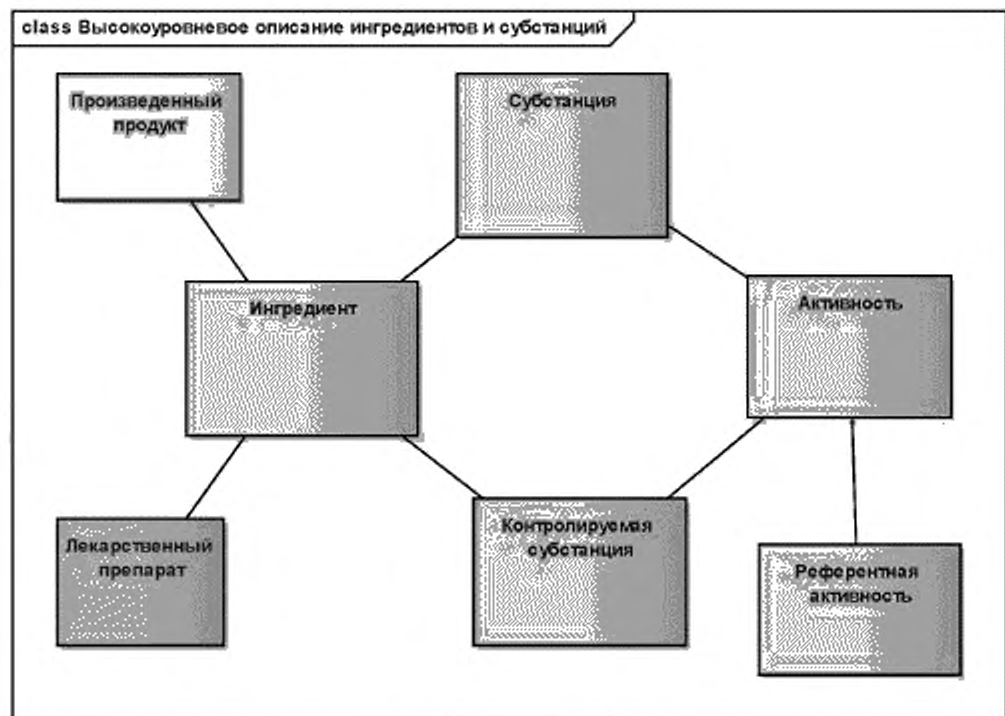 class Высокоуровневое описание ингредиентов и субстанций
Произведенный
продукт
Субстанция
Ингредиент
Активность
Лекарственный
препарат
Контролируемая
субстанция
Референтная
активность